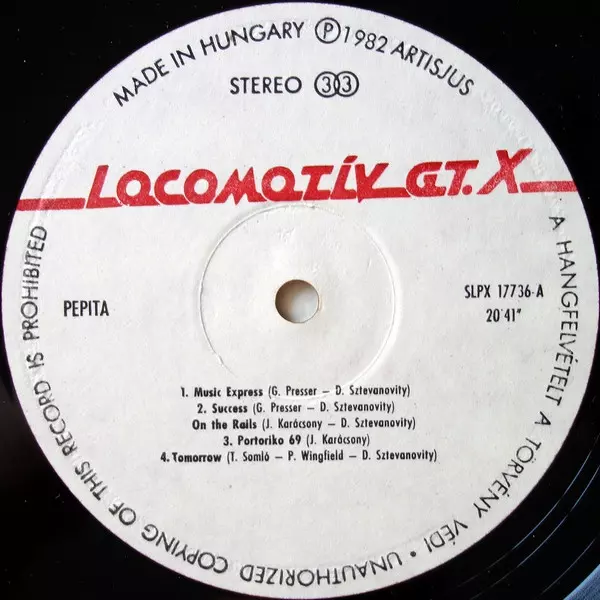 MADE IN HUNGARY Ⓟ 1982 ARTISJUS
STEREO 33
LOCOMOTÍV GT. X
PEPITA
SLPX 17736-A
20'41"
1. Music Express (G. Presser – D. Sztevanovity)
2. Success (G. Presser – D. Sztevanovity)
On the Rails (J. Karácsony – D. Sztevanovity)
3. Portoriko 69 (J. Karácsony)
4. Tomorrow (T. Somló – P. Wingfield – D. Sztevanovity)
A HANGFELVÉTELT A TÖRVÉNY VÉDI • UNAUTHORIZED COPYING OF THIS RECORD IS PROHIBITED